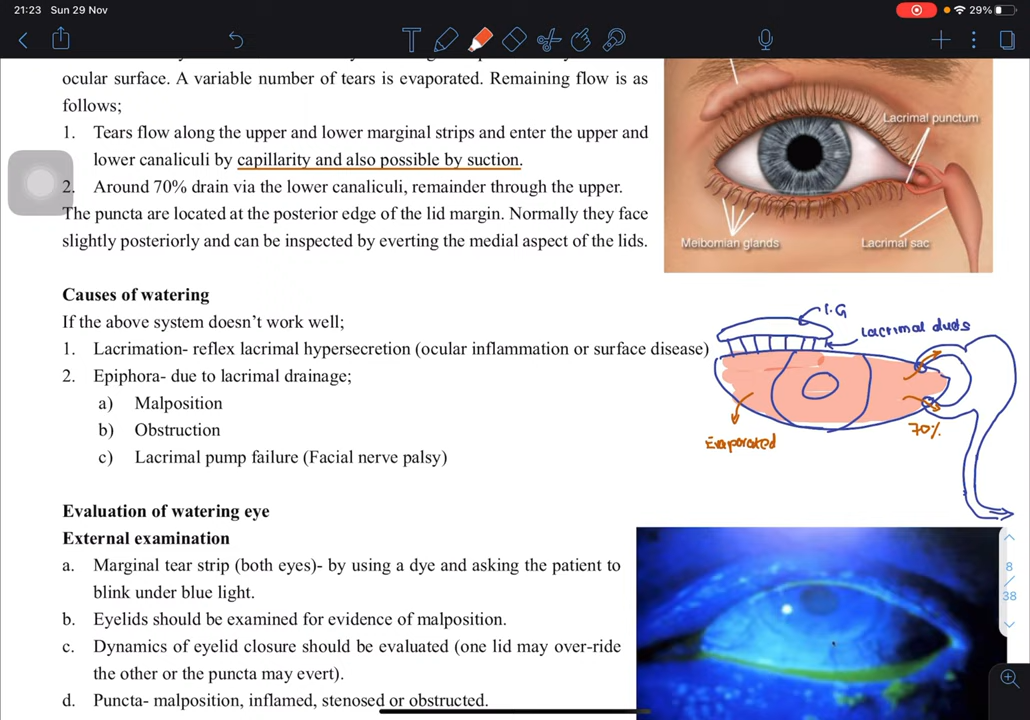 21:23 Sun 29 Nov
29%
ocular surface. A variable number of tears is evaporated. Remaining flow is as
follows;
1. Tears flow along the upper and lower marginal strips and enter the upper and
lower canaliculi by capillarity and also possible by suction.
2. Around 70% drain via the lower canaliculi, remainder through the upper.
The puncta are located at the posterior edge of the lid margin. Normally they face
slightly posteriorly and can be inspected by everting the medial aspect of the lids.
Lacrimal punctum
Meibomian glands
Lacrimal sac
Causes of watering
If the above system doesn't work well;
1. Lacrimation- reflex lacrimal hypersecretion (ocular inflammation or surface disease)
2. Epiphora- due to lacrimal drainage;
a) Malposition
b) Obstruction
c) Lacrimal pump failure (Facial nerve palsy)
l.G
lacrimal ducts
Evaporated
70%
Evaluation of watering eye
External examination
a. Marginal tear strip (both eyes)- by using a dye and asking the patient to
blink under blue light.
b. Eyelids should be examined for evidence of malposition.
c. Dynamics of eyelid closure should be evaluated (one lid may over-ride
the other or the puncta may evert).
d. Puncta- malposition, inflamed, stenosed or obstructed.
8
/
38